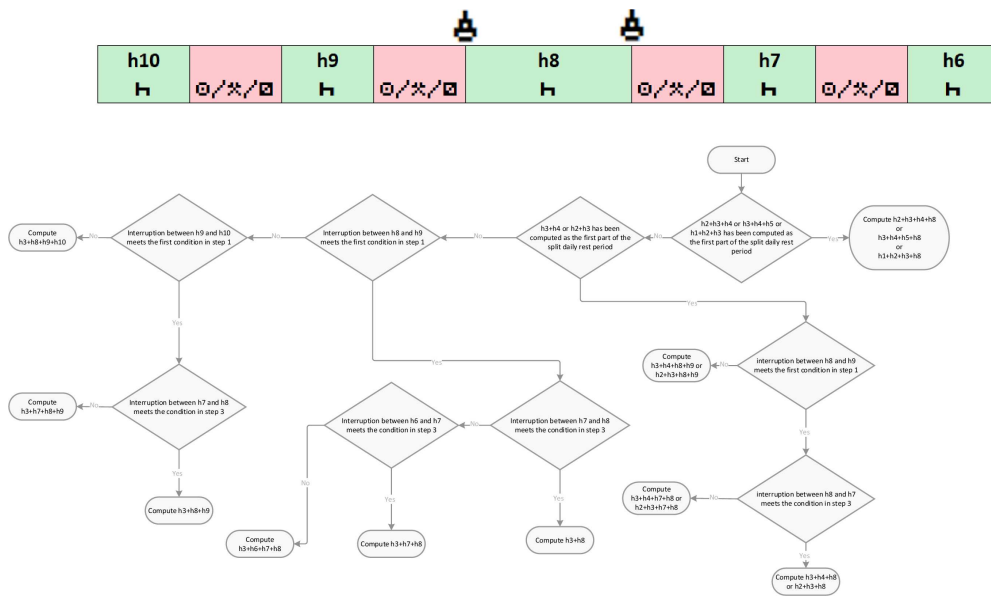 h10
h9
h8
h7
h6
Start
Interruption between h9 and h10
meets the first condition in step 1
No
Compute
h3+h8+h9+h10
No
Interruption between h8 and h9
meets the first condition in step 1
No
h3+h4 or h2+h3 has been
computed as the first part of the
split daily rest period
No
h2+h3+h4 or h3+h4+h5 or
h1+h2+h3 has been computed as
the first part of the split daily rest
period
Yes
Compute h2+h3+h4+h8
or
h3+h4+h5+h8
or
h1+h2+h3+h8
Yes
Yes
Yes
Compute
h3+h4+h8+h9 or
h2+h3+h8+h9
No
interruption between h8 and h9
meets the first condition in step 1
Compute
h3+h7+h8+h9
No
Interruption between h7 and h8
meets the condition in step 3
Interruption between h6 and h7
meets the condition in step 3
No
Interruption between h7 and h8
meets the condition in step 3
Yes
Yes
No
Yes
Yes
Compute
h3+h4+h7+h8 or
h2+h3+h7+h8
No
interruption between h8 and h7
meets the condition in step 3
Compute h3+h8+h9
Compute
h3+h6+h7+h8
Compute h3+h7+h8
Compute h3+h8
Yes
Compute h3+h4+h8
or h2+h3+h8